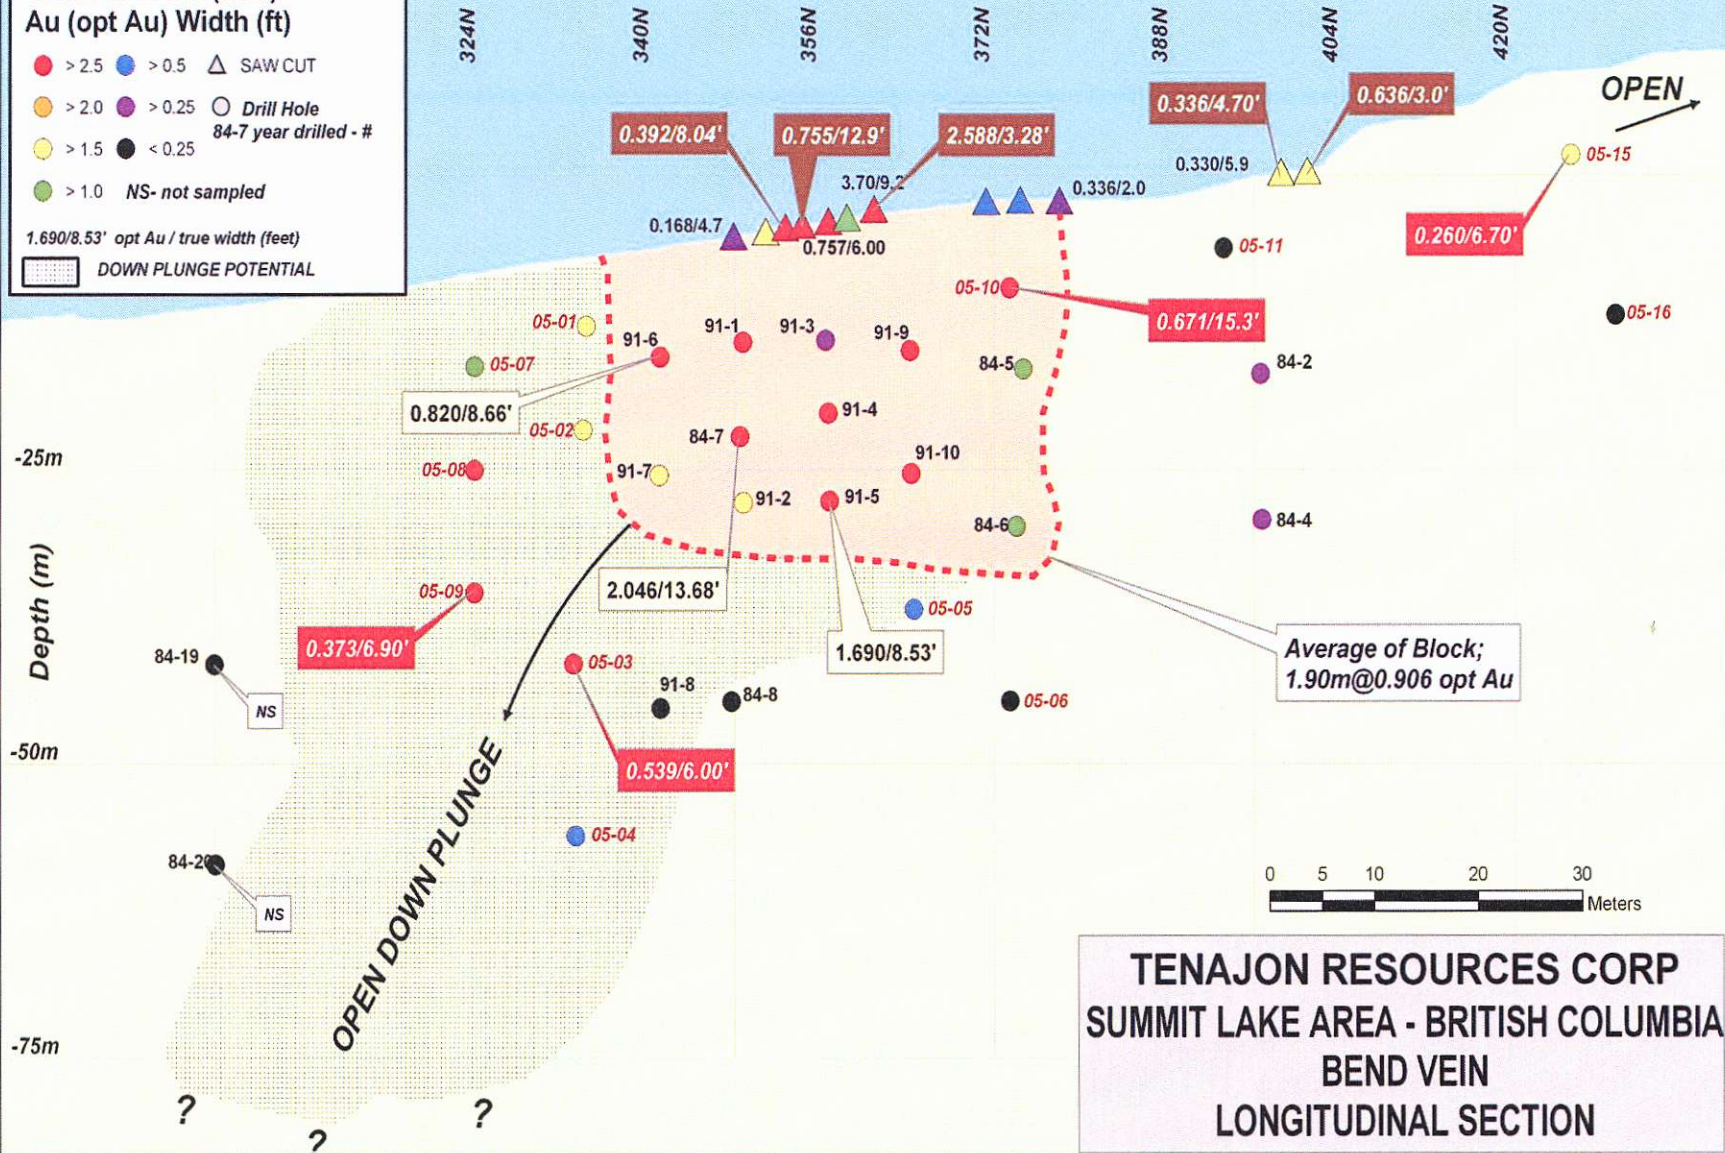 Au (opt Au) Width (ft)
> 2.5 > 0.5 SAW CUT
> 2.0 > 0.25 Drill Hole
84-7 year drilled - #
> 1.5 < 0.25
> 1.0 NS- not sampled
1.690/8.53' opt Au / true width (feet)
DOWN PLUNGE POTENTIAL
324N
340N
356N
372N
388N
404N
420N
OPEN
0.392/8.04'
0.755/12.9'
2.588/3.28'
0.336/4.70'
0.636/3.0'
0.330/5.9
05-15
3.70/9.2
0.336/2.0
0.168/4.7
0.757/6.00
05-11
0.260/6.70'
05-10
0.671/15.3'
05-16
05-01
91-6
91-1
91-3
91-9
05-07
84-5
84-2
0.820/8.66'
91-4
05-02
84-7
-25m
05-08
91-7
91-10
91-2
91-5
84-6
84-4
Depth (m)
05-09
2.046/13.68'
05-05
0.373/6.90'
1.690/8.53'
Average of Block;
1.90m@0.906 opt Au
84-19
05-03
91-8
84-8
05-06
NS
-50m
0.539/6.00'
OPEN DOWN PLUNGE
05-04
84-20
NS
0 5 10 20 30
Meters
-75m
? ?
?
TENAJON RESOURCES CORP
SUMMIT LAKE AREA - BRITISH COLUMBIA
BEND VEIN
LONGITUDINAL SECTION